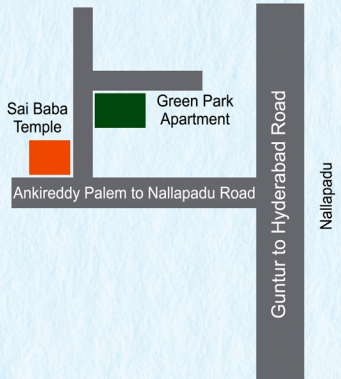 Sai Baba
Temple
Green Park
Apartment
Ankireddy Palem to Nallapadu Road
Guntur to Hyderabad Road
Nallapadu